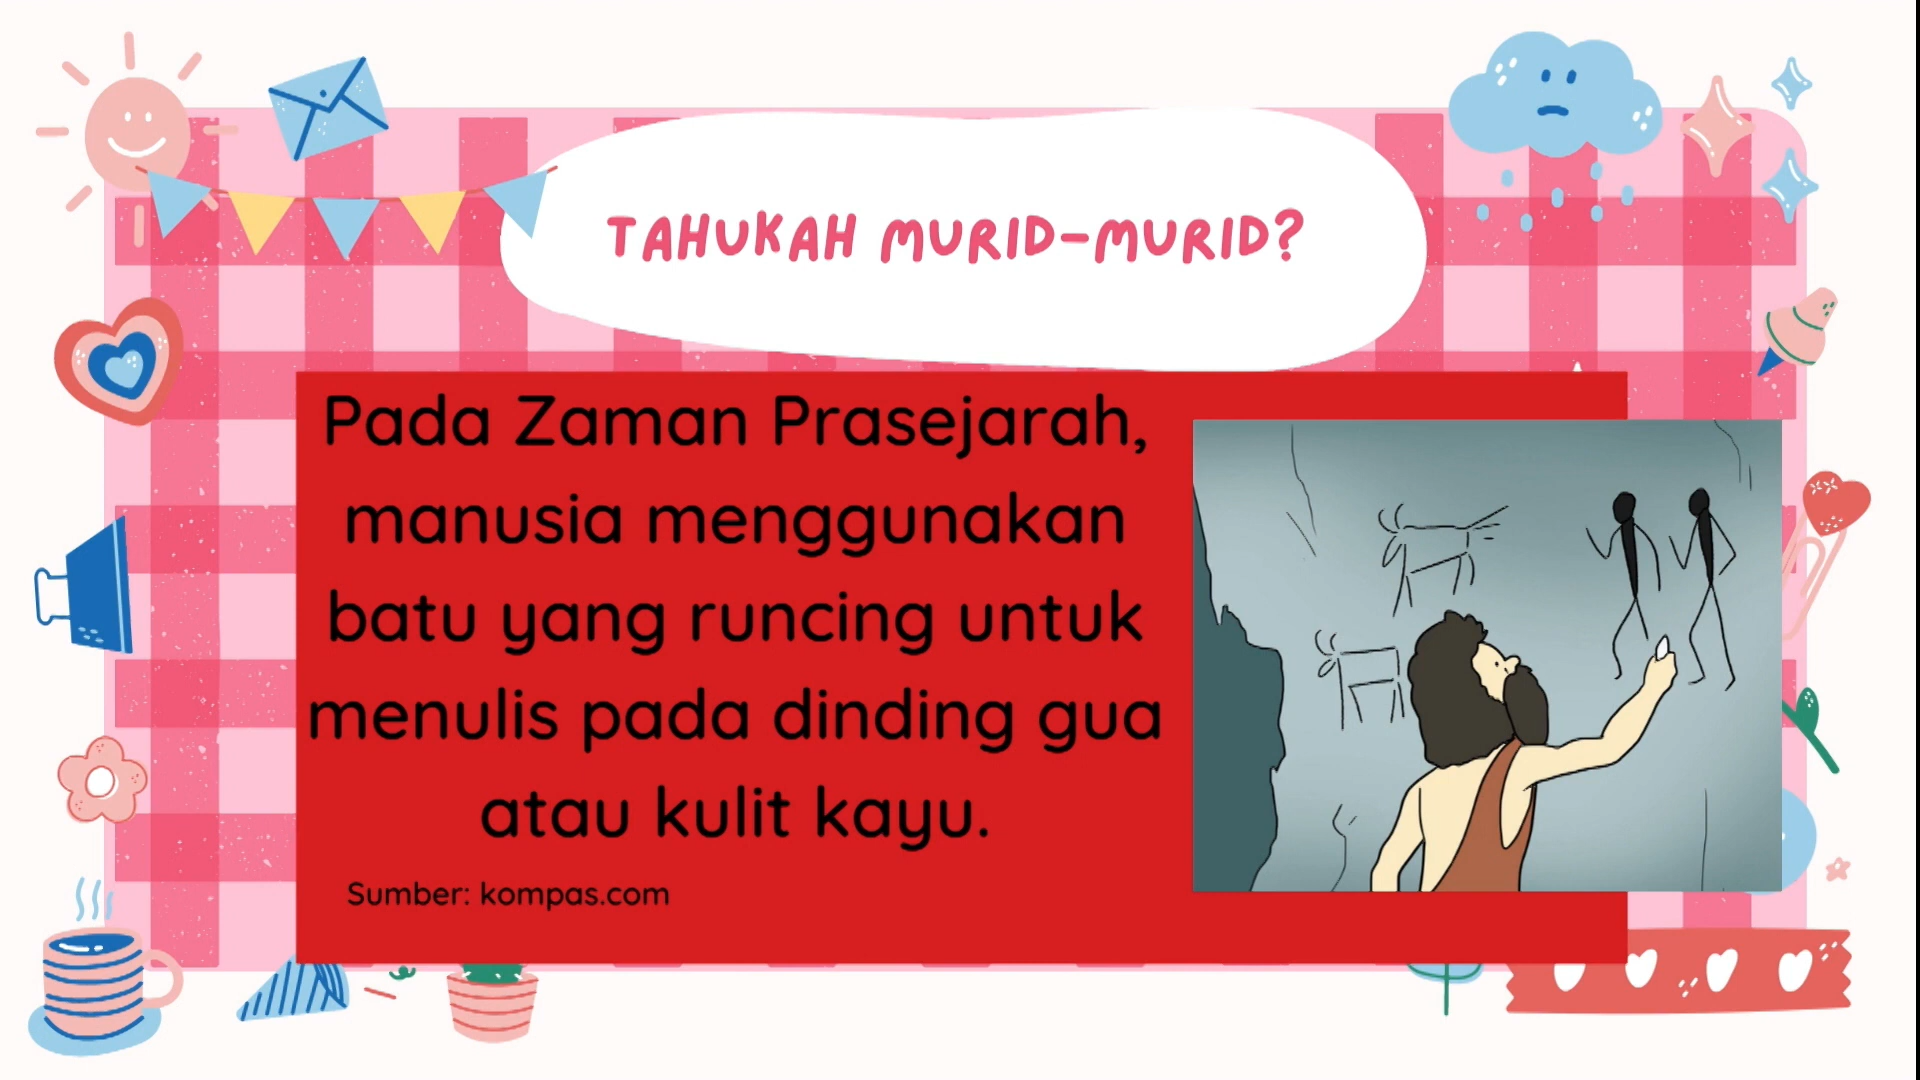 TAHUKAH MURID-MURID?
Pada Zaman Prasejarah,
manusia menggunakan
batu yang runcing untuk
menulis pada dinding gua
atau kulit kayu.
Sumber: kompas.com